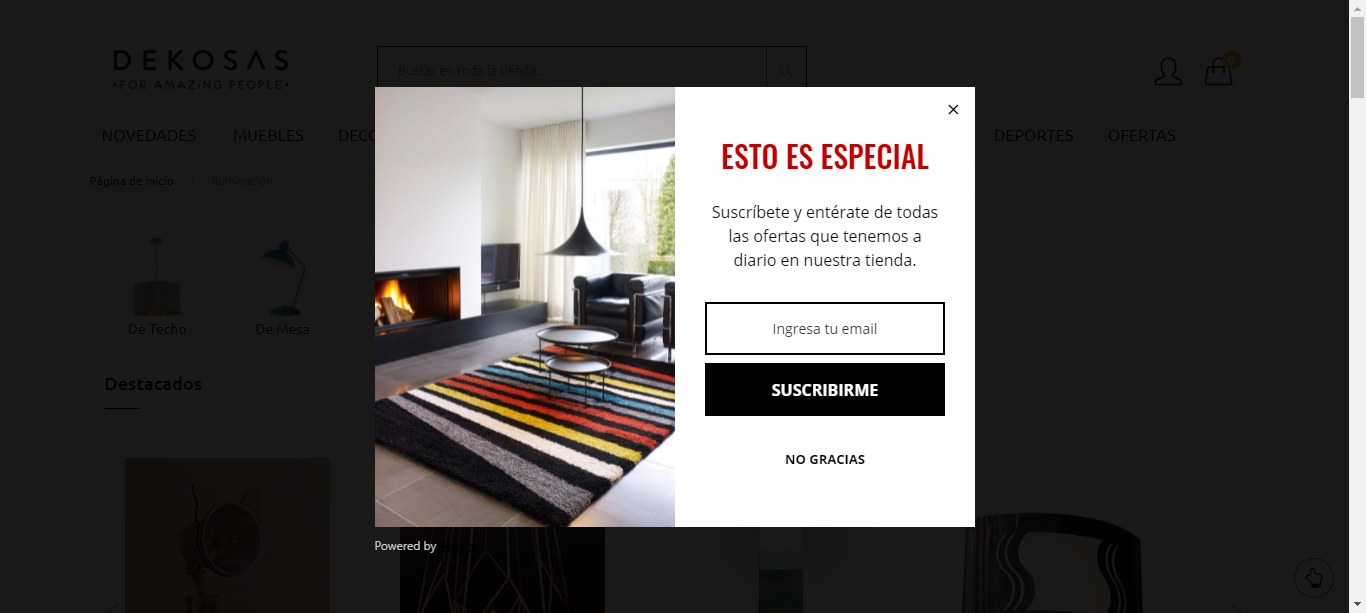 DEKOSAS
•FOR AMAZING PEOPLE•
Buscar en toda la tienda...
0
NOVEDADES
MUEBLES
DEPORTES
OFERTAS
Página de inicio
Iluminación
De Techo
De Mesa
Destacados
ESTO ES ESPECIAL
Suscríbete y entérate de todas
las ofertas que tenemos a
diario en nuestra tienda.
Ingresa tu email
SUSCRIBIRME
NO GRACIAS
Powered by